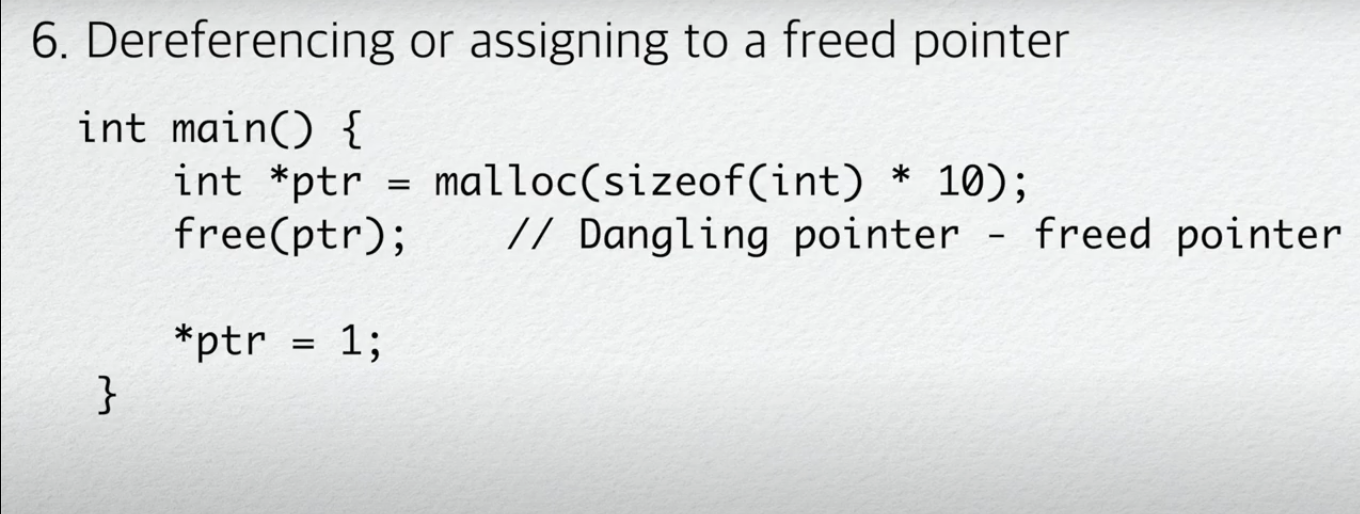 6. Dereferencing or assigning to a freed pointer
int main() {
int *ptr = malloc(sizeof(int) * 10);
free(ptr); // Dangling pointer - freed pointer
*ptr = 1;
}